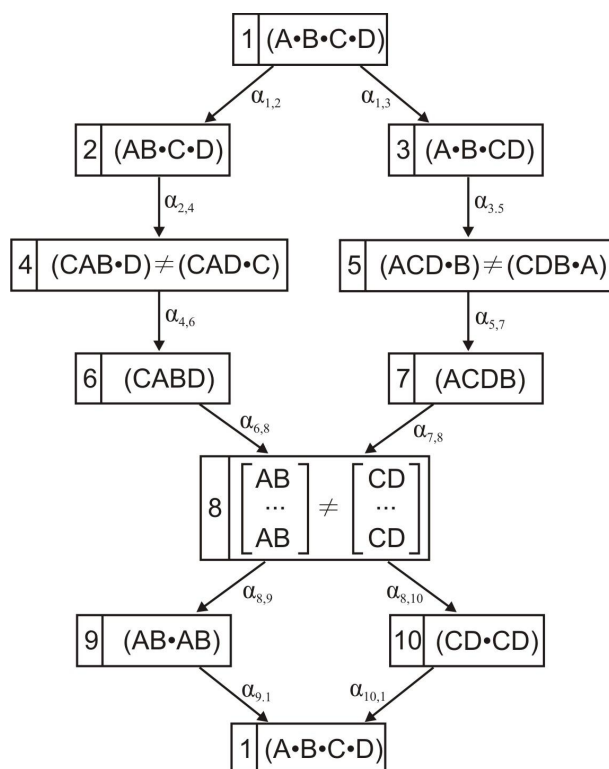 1 (A•B•C•D)
α1,2 α1,3
2 (AB•C•D) 3 (A•B•CD)
α2,4 α3.5
4 (CAB•D)≠(CAD•C) 5 (ACD•B)≠(CDB•A)
α4,6 α5,7
6 (CABD) 7 (ACDB)
α6,8 α7,8
AB CD
8 ... ≠ ...
AB CD
α8,9 α8,10
9 (AB•AB) 10 (CD•CD)
α9.1 α10,1
1 (A•B•C•D)